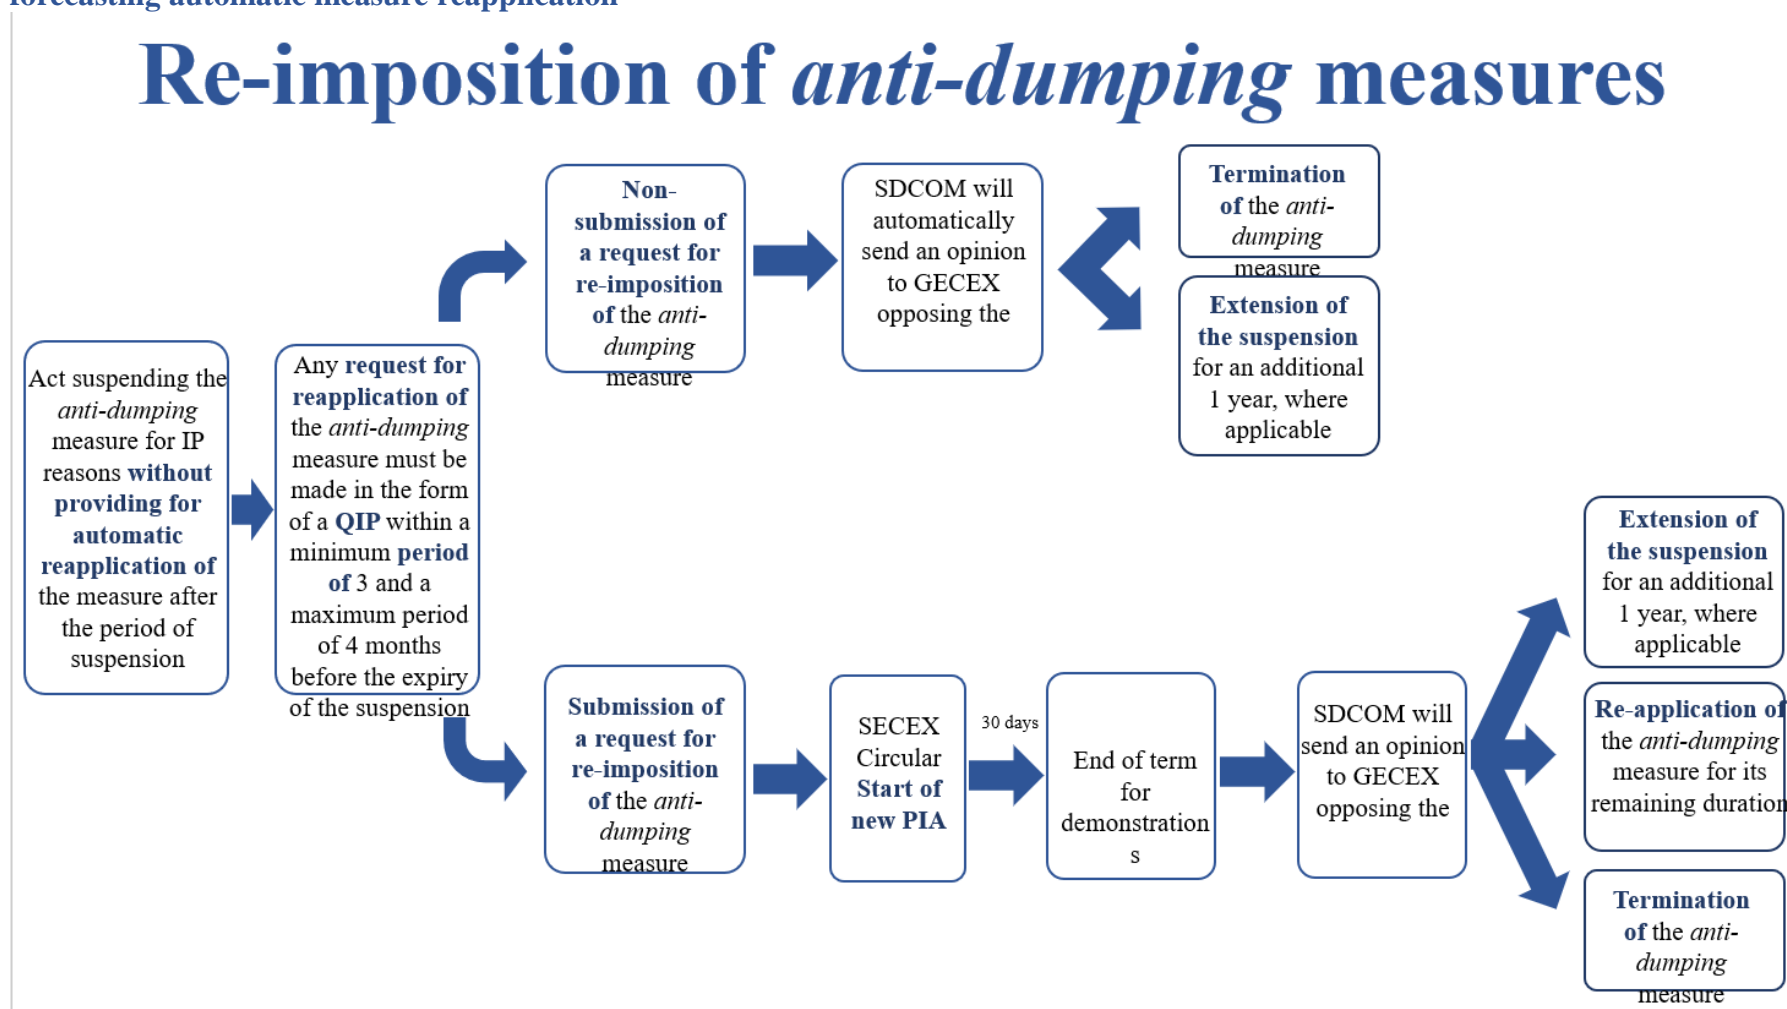 forecasting automatic measure reapplication
Re-imposition of anti-dumping measures
Act suspending the
anti-dumping
measure for IP
reasons without
providing for
automatic
reapplication of
the measure after
the period of
suspension
Any request for
reapplication of
the anti-dumping
measure must be
made in the form
of a QIP within a
minimum period
of 3 and a
maximum period
of 4 months
before the expiry
of the suspension
Non-
submission of
a request for
re-imposition
of the anti-
dumping
measure
SDCOM will
automatically
send an opinion
to GECEX
opposing the
Termination
of the anti-
dumping
measure
Extension of
the suspension
for an additional
1 year, where
applicable
Submission of
a request for
re-imposition
of the anti-
dumping
measure
SECEX
Circular
Start of
new PIA
30 days
End of term
for
demonstration
s
SDCOM will
send an opinion
to GECEX
opposing the
Extension of
the suspension
for an additional
1 year, where
applicable
Re-application of
the anti-dumping
measure for its
remaining duration
Termination
of the anti-
dumping
measure